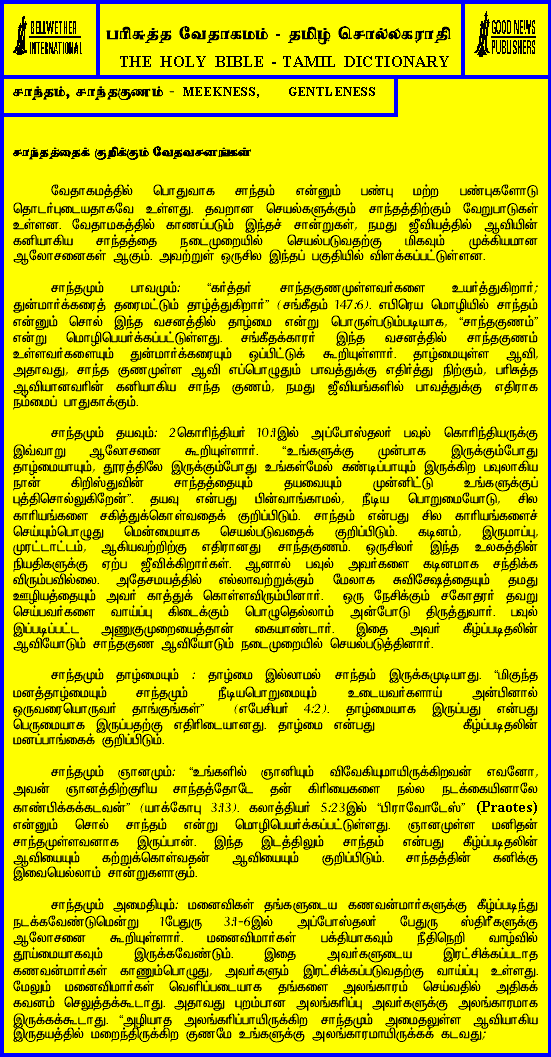 BELLWETHER
INTERNATIONAL
பரிசுத்த வேதாகமம் - தமிழ் சொல்லகராதி
THE HOLY BIBLE - TAMIL DICTIONARY
GOOD NEWS
PUBLISHERS
சாந்தம், சாந்தகுணம் - MEEKNESS, GENTLENESS
சாந்தத்தைக் குறிக்கும் வேதவசனங்கள்
வேதாகமத்தில் பொதுவாக சாந்தம் என்னும் பண்பு மற்ற பண்புகளோடு
தொடர்புடையதாகவே உள்ளது. தவறான செயல்களுக்கும் சாந்தத்திற்கும் வேறுபாடுகள்
உள்ளன. வேதாமகத்தில் காணப்படும் இந்தச் சான்றுகள், நமது ஜீவியத்தில் ஆவியின்
கனியாகிய சாந்தத்தை நடைமுறையில் செயல்படுவதற்கு மிகவும் முக்கியமான
ஆலோசனைகள் ஆகும். அவற்றுள் ஒருசில இந்தப் பகுதியில் விளக்கப்பட்டுள்ளன.
சாந்தமும் பாவமும்: “கர்த்தர் சாந்தகுணமுள்ளவர்களை உயர்த்துகிறார்;
துன்மார்க்கரைத் தரைமட்டும் தாழ்த்துகிறார்” (சங்கீதம் 147:6). எபிரெய மொழியில் சாந்தம்
என்னும் சொல் இந்த வசனத்தில் தாழ்மை என்று பொருள்படும்படியாக, “சாந்தகுணம்”
என்று மொழிபெயர்க்கப்பட்டுள்ளது. சங்கீதக்காரர் இந்த வசனத்தில் சாந்தகுணம்
உள்ளவர்களையும் துன்மார்க்கரையும் ஒப்பிட்டுக் கூறியுள்ளார். தாழ்மையுள்ள ஆவி,
அதாவது, சாந்த குணமுள்ள ஆவி எப்பொழுதும் பாவத்துக்கு எதிர்த்து நிற்கும், பரிசுத்த
ஆவியானவரின் கனியாகிய சாந்த குணம், நமது ஜீவியங்களில் பாவத்துக்கு எதிராக
நம்மைப் பாதுகாக்கும்.
சாந்தமும் தயவும்: 2கொரிந்தியர் 10:1இல் அப்போஸ்தலர் பவுல் கொரிந்தியருக்கு
இவ்வாறு ஆலோசனை கூறியுள்ளார். “உங்களுக்கு முன்பாக இருக்கும்போது
தாழ்மையாயும், தூரத்திலே இருக்கும்போது உங்கள்மேல் கண்டிப்பாயும் இருக்கிற பவுலாகிய
நான் கிறிஸ்துவின் சாந்தத்தையும் தயவையும் முன்னிட்டு உங்களுக்குப்
புத்திசொல்லுகிறேன்”. தயவு என்பது பின்வாங்காமல், நீடிய பொறுமையோடு, சில
காரியங்களை சகித்துக்கொள்வதைக் குறிப்பிடும். சாந்தம் என்பது சில காரியங்களைச்
செய்யும்பொழுது மென்மையாக செயல்படுவதைக் குறிப்பிடும். கடினம், இருமாப்பு,
முரட்டாட்டம், ஆகியவற்றிற்கு எதிரானது சாந்தகுணம். ஒருசிலர் இந்த உலகத்தின்
நியதிகளுக்கு ஏற்ப ஜீவிக்கிறார்கள். ஆனால் பவுல் அவர்களை கடினமாக சந்திக்க
விரும்பவில்லை. அதேசமயத்தில் எல்லாவற்றுக்கும் மேலாக சுவிசேஷத்தையும் தமது
ஊழியத்தையும் அவர் காத்துக் கொள்ளவிரும்பினார். ஒரு நேசிக்கும் சகோதரர் தவறு
செய்பவர்களை வாய்ப்பு கிடைக்கும் பொழுதெல்லாம் அன்போடு திருத்துவார். பவுல்
இப்படிப்பட்ட அணுகுமுறையைத்தான் கையாண்டார். இதை அவர் கீழ்ப்படிதலின்
ஆவியோடும் சாந்தகுண ஆவியோடும் நடைமுறையில் செயல்படுத்தினார்.
சாந்தமும் தாழ்மையும் : தாழ்மை இல்லாமல் சாந்தம் இருக்கமுடியாது. “மிகுந்த
மனத்தாழ்மையும் சாந்தமும் நீடியபொறுமையும் உடையவர்களாய் அன்பினால்
ஒருவரையொருவர் தாங்குங்கள்” (எபேசியர் 4:2). தாழ்மையாக இருப்பது என்பது
பெருமையாக இருப்பதற்கு எதிரிடையானது. தாழ்மை என்பது கீழ்ப்படிதலின்
மனப்பாங்கைக் குறிப்பிடும்.
சாந்தமும் ஞானமும்: “உங்களில் ஞானியும் விவேகியுமாயிருக்கிறவன் எவனோ,
அவன் ஞானத்திற்குரிய சாந்தத்தோடே தன் கிரியைகளை நல்ல நடக்கையினாலே
காண்பிக்கக்கடவன்” (யாக்கோபு 3:13). கலாத்தியர் 5:23இல் “பிராவோடேஸ்” (Praotes)
என்னும் சொல் சாந்தம் என்று மொழிபெயர்க்கப்பட்டுள்ளது. ஞானமுள்ள மனிதன்
சாந்தமுள்ளவனாக இருப்பான். இந்த இடத்திலும் சாந்தம் என்பது கீழ்ப்படிதலின்
ஆவியையும் கற்றுக்கொள்வதன் ஆவியையும் குறிப்பிடும். சாந்தத்தின் கனிக்கு
இவையெல்லாம் சான்றுகளாகும்.
சாந்தமும் அமைதியும்: மனைவிகள் தங்களுடைய கணவன்மார்களுக்கு கீழ்ப்படிந்து
நடக்கவேண்டுமென்று 1பேதுரு 3:1-6இல் அப்போஸ்தலர் பேதுரு ஸ்திரீகளுக்கு
ஆலோசனை கூறியுள்ளார். மனைவிமார்கள் பக்தியாகவும் நீதிநெறி வாழ்வில்
தூய்மையாகவும் இருக்கவேண்டும். இதை அவர்களுடைய இரட்சிக்கப்படாத
கணவன்மார்கள் காணும்பொழுது, அவர்களும் இரட்சிக்கப்படுவதற்கு வாய்ப்பு உள்ளது.
மேலும் மனைவிமார்கள் வெளிப்படையாக தங்களை அலங்காரம் செய்வதில் அதிகக்
கவனம் செலுத்தக்கூடாது. அதாவது புறம்பான அலங்கரிப்பு அவர்களுக்கு அலங்காரமாக
இருக்கக்கூடாது. “அழியாத அலங்கரிப்பாயிருக்கிற சாந்தமும் அமைதலுள்ள ஆவியாகிய
இருதயத்தில் மறைந்திருக்கிற குணமே உங்களுக்கு அலங்காரமாயிருக்கக் கடவது;